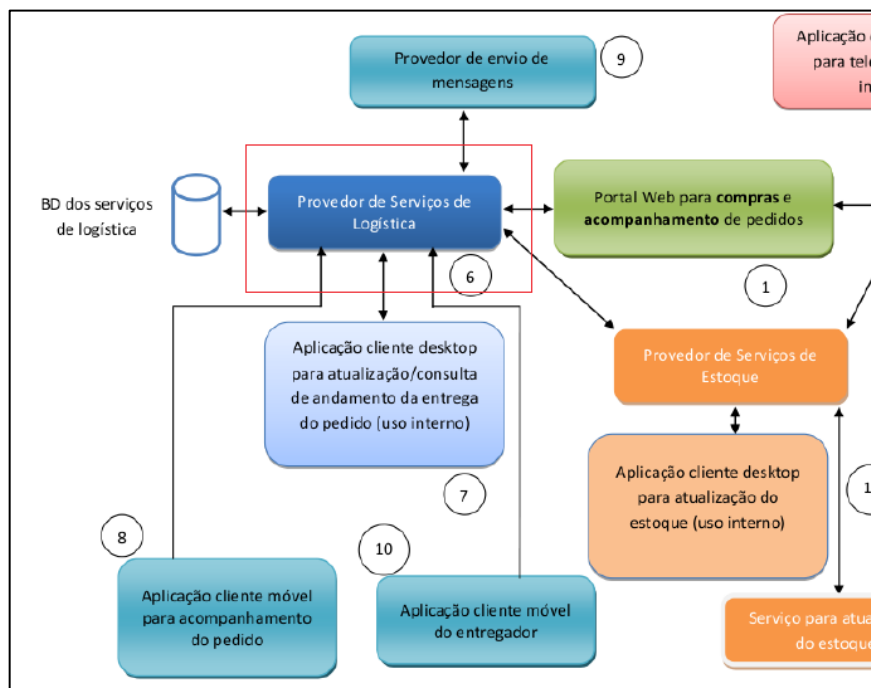 Provedor de envio de
mensagens
9
Aplicação
para
BD dos serviços
de logística
Provedor de Serviços de
Logística
6
Portal Web para compras e
acompanhamento de pedidos
1
Aplicação cliente desktop
para atualização/consulta
de andamento da entrega
do pedido (uso interno)
7
Provedor de Serviços de
Estoque
Aplicação cliente desktop
para atualização do
estoque (uso interno)
8
Aplicação cliente móvel
para acompanhamento
do pedido
10
Aplicação cliente móvel
do entregador
Serviço para
do estoque